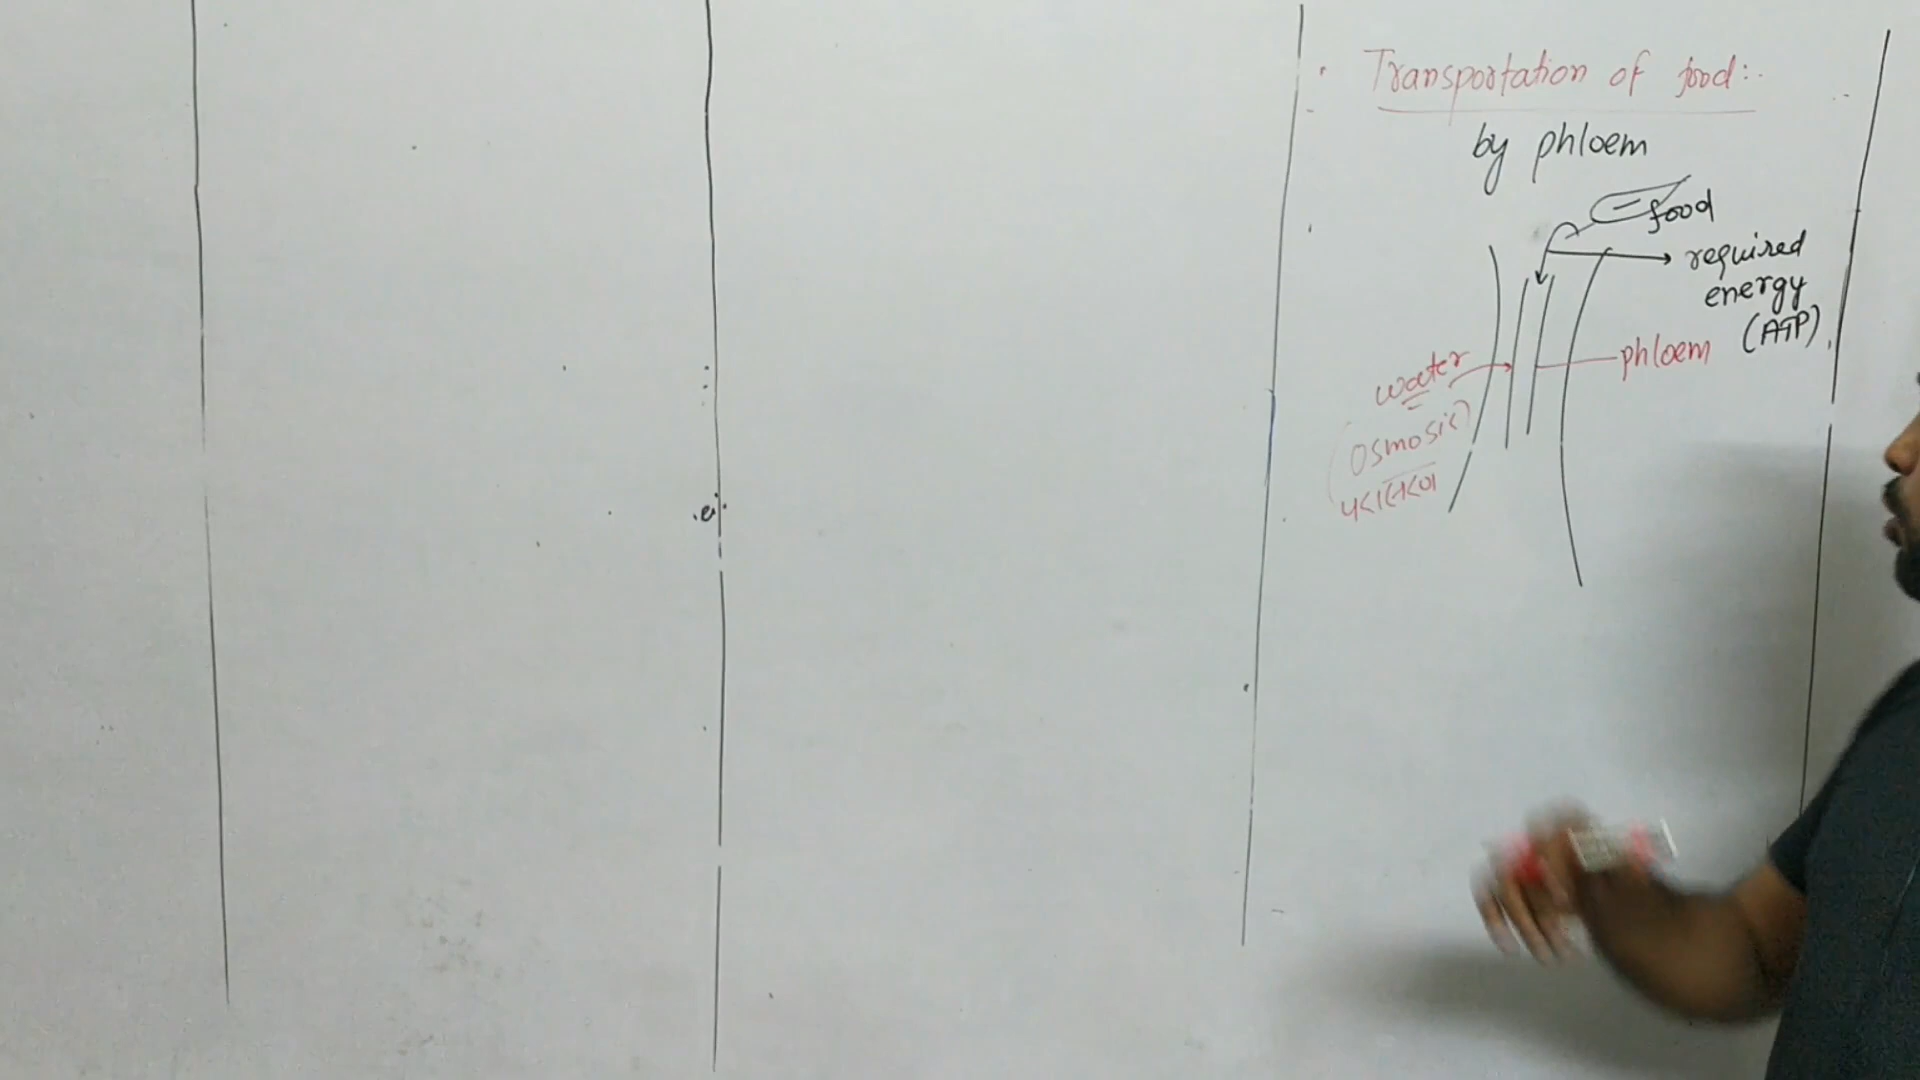 Transportation of food:
by phloem
food
required
energy
(ATP)
phloem
water
(osmosis)